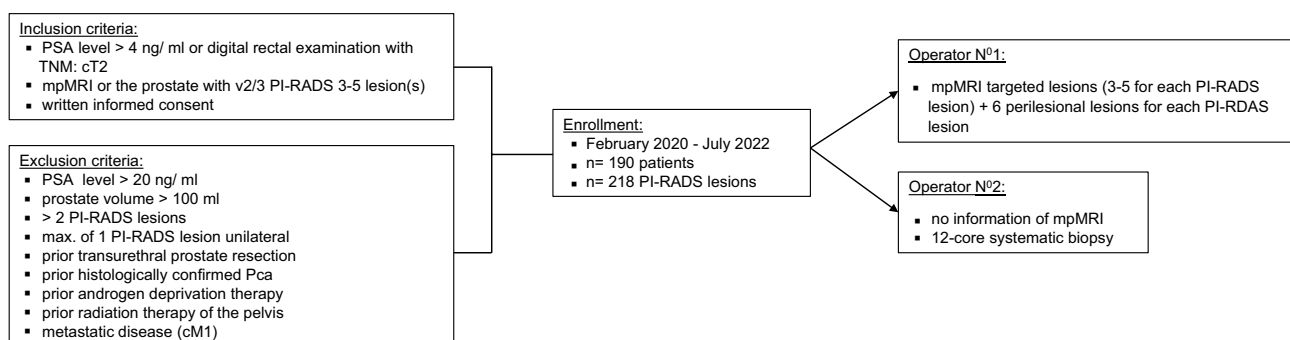 Inclusion criteria:
▪ PSA level > 4 ng/ ml or digital rectal examination with
TNM: cT2
▪ mpMRI or the prostate with v2/3 PI-RADS 3-5 lesion(s)
▪ written informed consent
Exclusion criteria:
▪ PSA level > 20 ng/ ml
▪ prostate volume > 100 ml
▪ > 2 PI-RADS lesions
▪ max. of 1 PI-RADS lesion unilateral
▪ prior transurethral prostate resection
▪ prior histologically confirmed Pca
▪ prior androgen deprivation therapy
▪ prior radiation therapy of the pelvis
▪ metastatic disease (cM1)
Enrollment:
▪ February 2020 - July 2022
▪ n= 190 patients
▪ n= 218 PI-RADS lesions
Operator N⁰1:
▪ mpMRI targeted lesions (3-5 for each PI-RADS
lesion) + 6 perilesional lesions for each PI-RDAS
lesion
Operator N⁰2:
▪ no information of mpMRI
▪ 12-core systematic biopsy